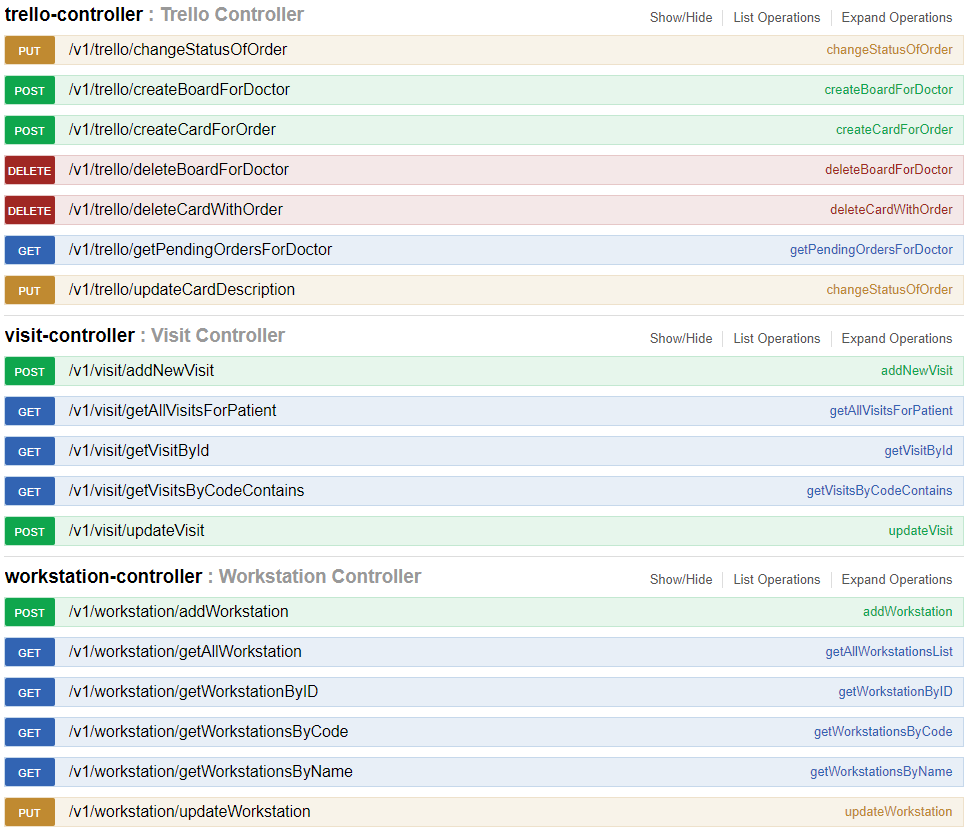 trello-controller : Trello Controller Show/Hide List Operations Expand Operations
PUT /v1/trello/changeStatusOfOrder changeStatusOfOrder
POST /v1/trello/createBoardForDoctor createBoardForDoctor
POST /v1/trello/createCardForOrder createCardForOrder
DELETE /v1/trello/deleteBoardForDoctor deleteBoardForDoctor
DELETE /v1/trello/deleteCardWithOrder deleteCardWithOrder
GET /v1/trello/getPendingOrdersForDoctor getPendingOrdersForDoctor
PUT /v1/trello/updateCardDescription changeStatusOfOrder
visit-controller : Visit Controller Show/Hide List Operations Expand Operations
POST /v1/visit/addNewVisit addNewVisit
GET /v1/visit/getAllVisitsForPatient getAllVisitsForPatient
GET /v1/visit/getVisitById getVisitById
GET /v1/visit/getVisitsByCodeContains getVisitsByCodeContains
POST /v1/visit/updateVisit updateVisit
workstation-controller : Workstation Controller Show/Hide List Operations Expand Operations
POST /v1/workstation/addWorkstation addWorkstation
GET /v1/workstation/getAllWorkstation getAllWorkstationsList
GET /v1/workstation/getWorkstationByID getWorkstationByID
GET /v1/workstation/getWorkstationsByCode getWorkstationsByCode
GET /v1/workstation/getWorkstationsByName getWorkstationsByName
PUT /v1/workstation/updateWorkstation updateWorkstation